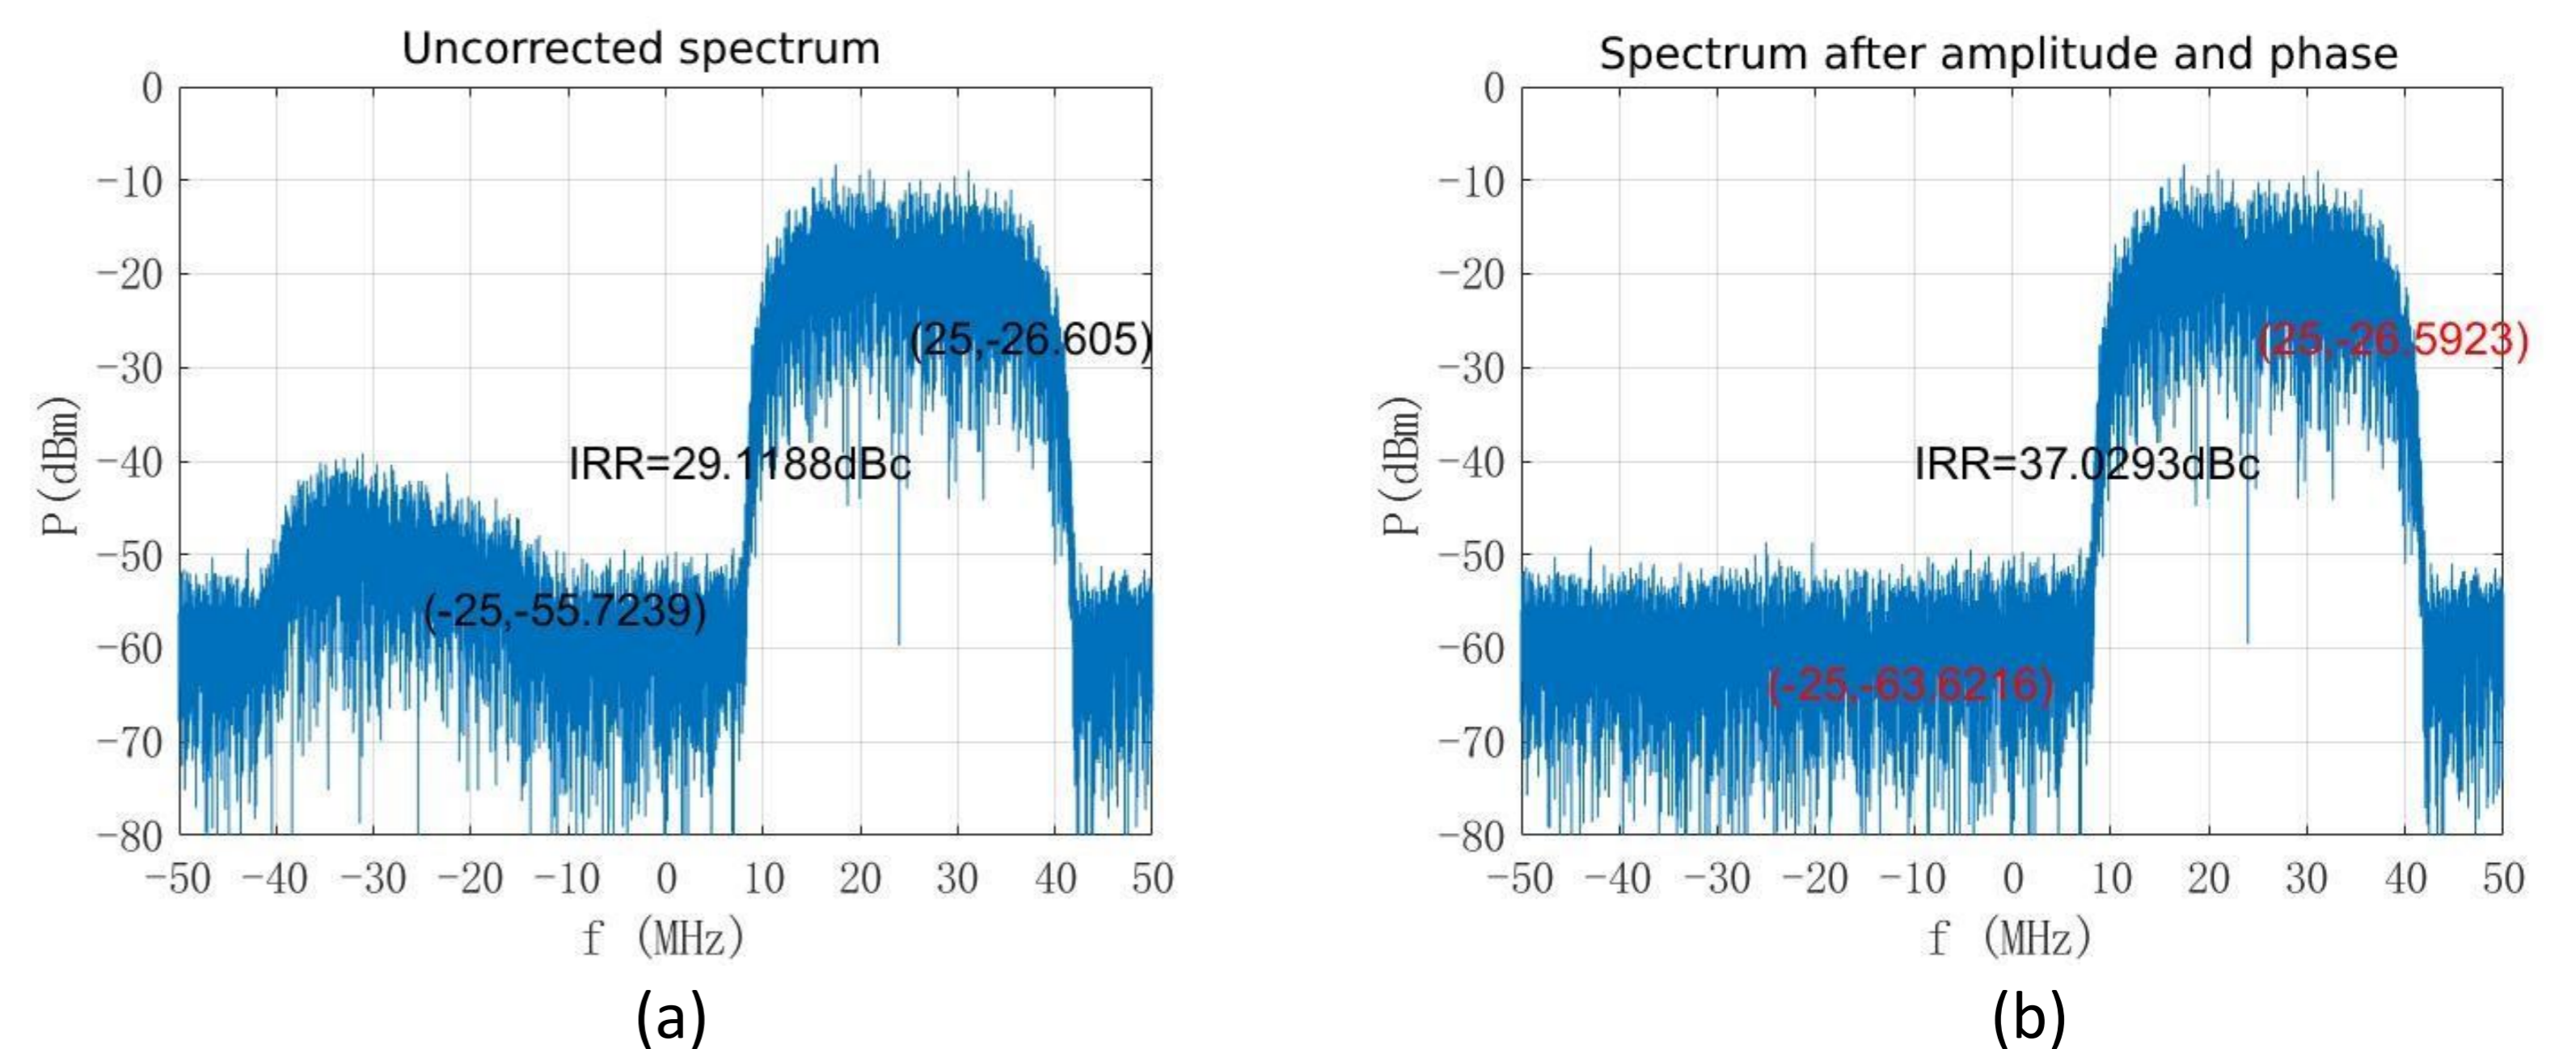 Uncorrected spectrum
0
−10
−20
−30
−40
−50
−60
−70
−80
P(dBm)
(25,-26.605)
IRR=29.1188dBc
(-25,-55.7239)
−50 −40 −30 −20 −10 0 10 20 30 40 50
f (MHz)
(a)
Spectrum after amplitude and phase
0
−10
−20
−30
−40
−50
−60
−70
−80
P(dBm)
(25,-26.5923)
IRR=37.0293dBc
(-25,-63.6216)
−50 −40 −30 −20 −10 0 10 20 30 40 50
f (MHz)
(b)